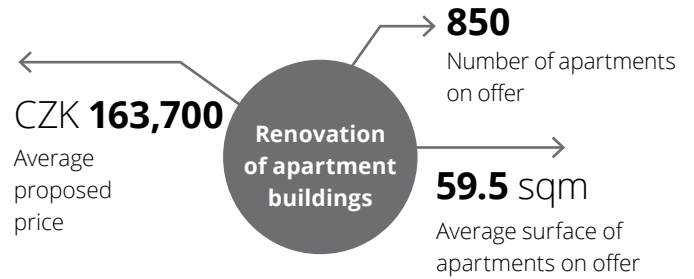 850
Number of apartments
on offer
CZK 163,700
Average
proposed
price
Renovation
of apartment
buildings
59.5 sqm
Average surface of
apartments on offer